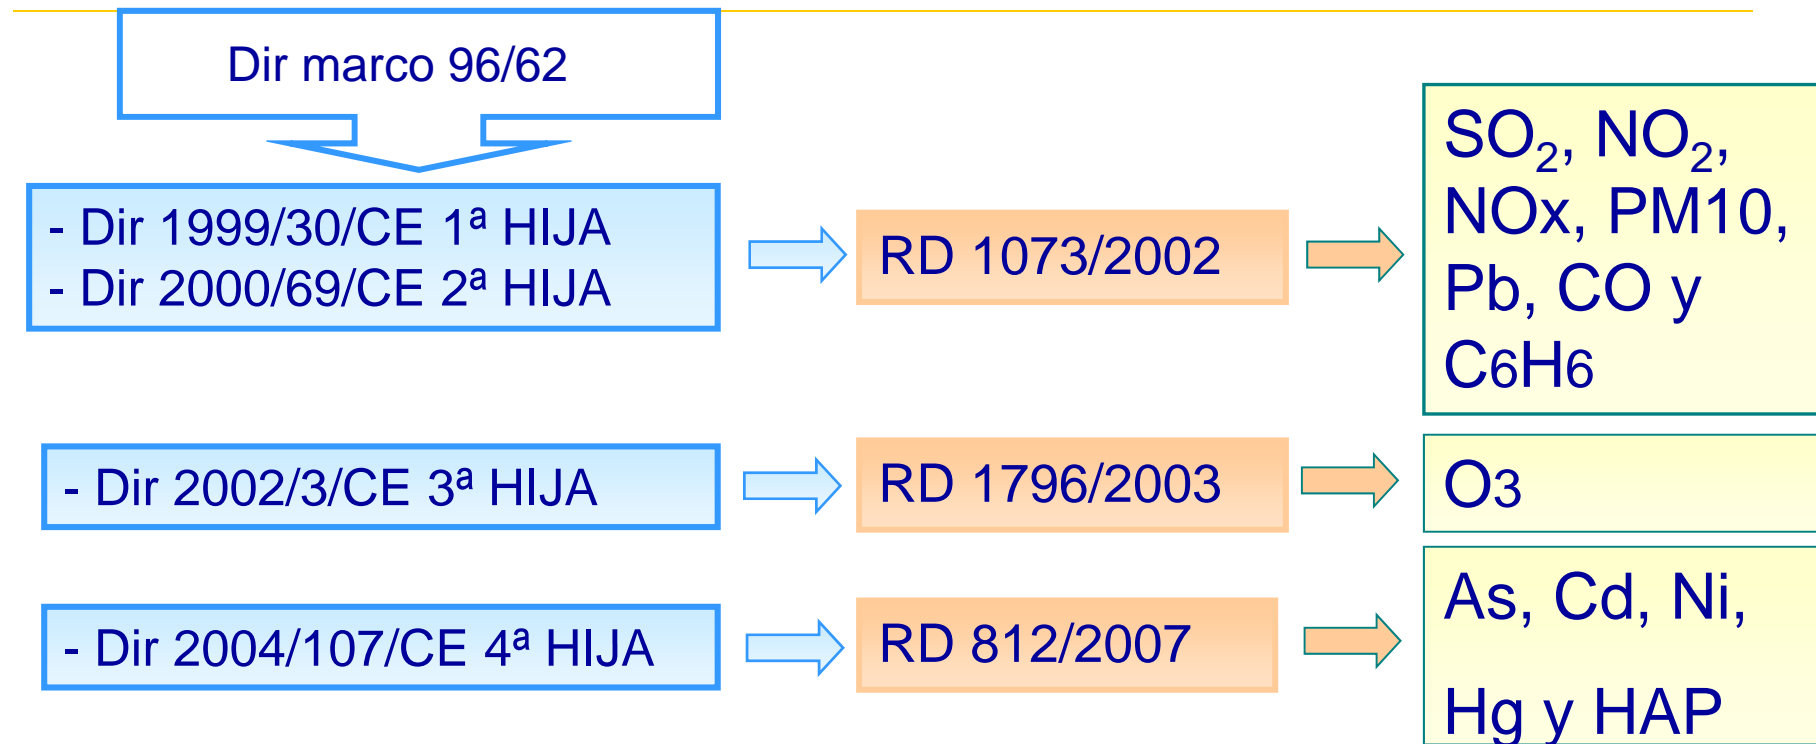 Dir marco 96/62
- Dir 1999/30/CE 1ª HIJA
- Dir 2000/69/CE 2ª HIJA
RD 1073/2002
SO₂, NO₂,
NOx, PM10,
Pb, CO y
C6H6
- Dir 2002/3/CE 3ª HIJA
RD 1796/2003
O3
- Dir 2004/107/CE 4ª HIJA
RD 812/2007
As, Cd, Ni,
Hg y HAP